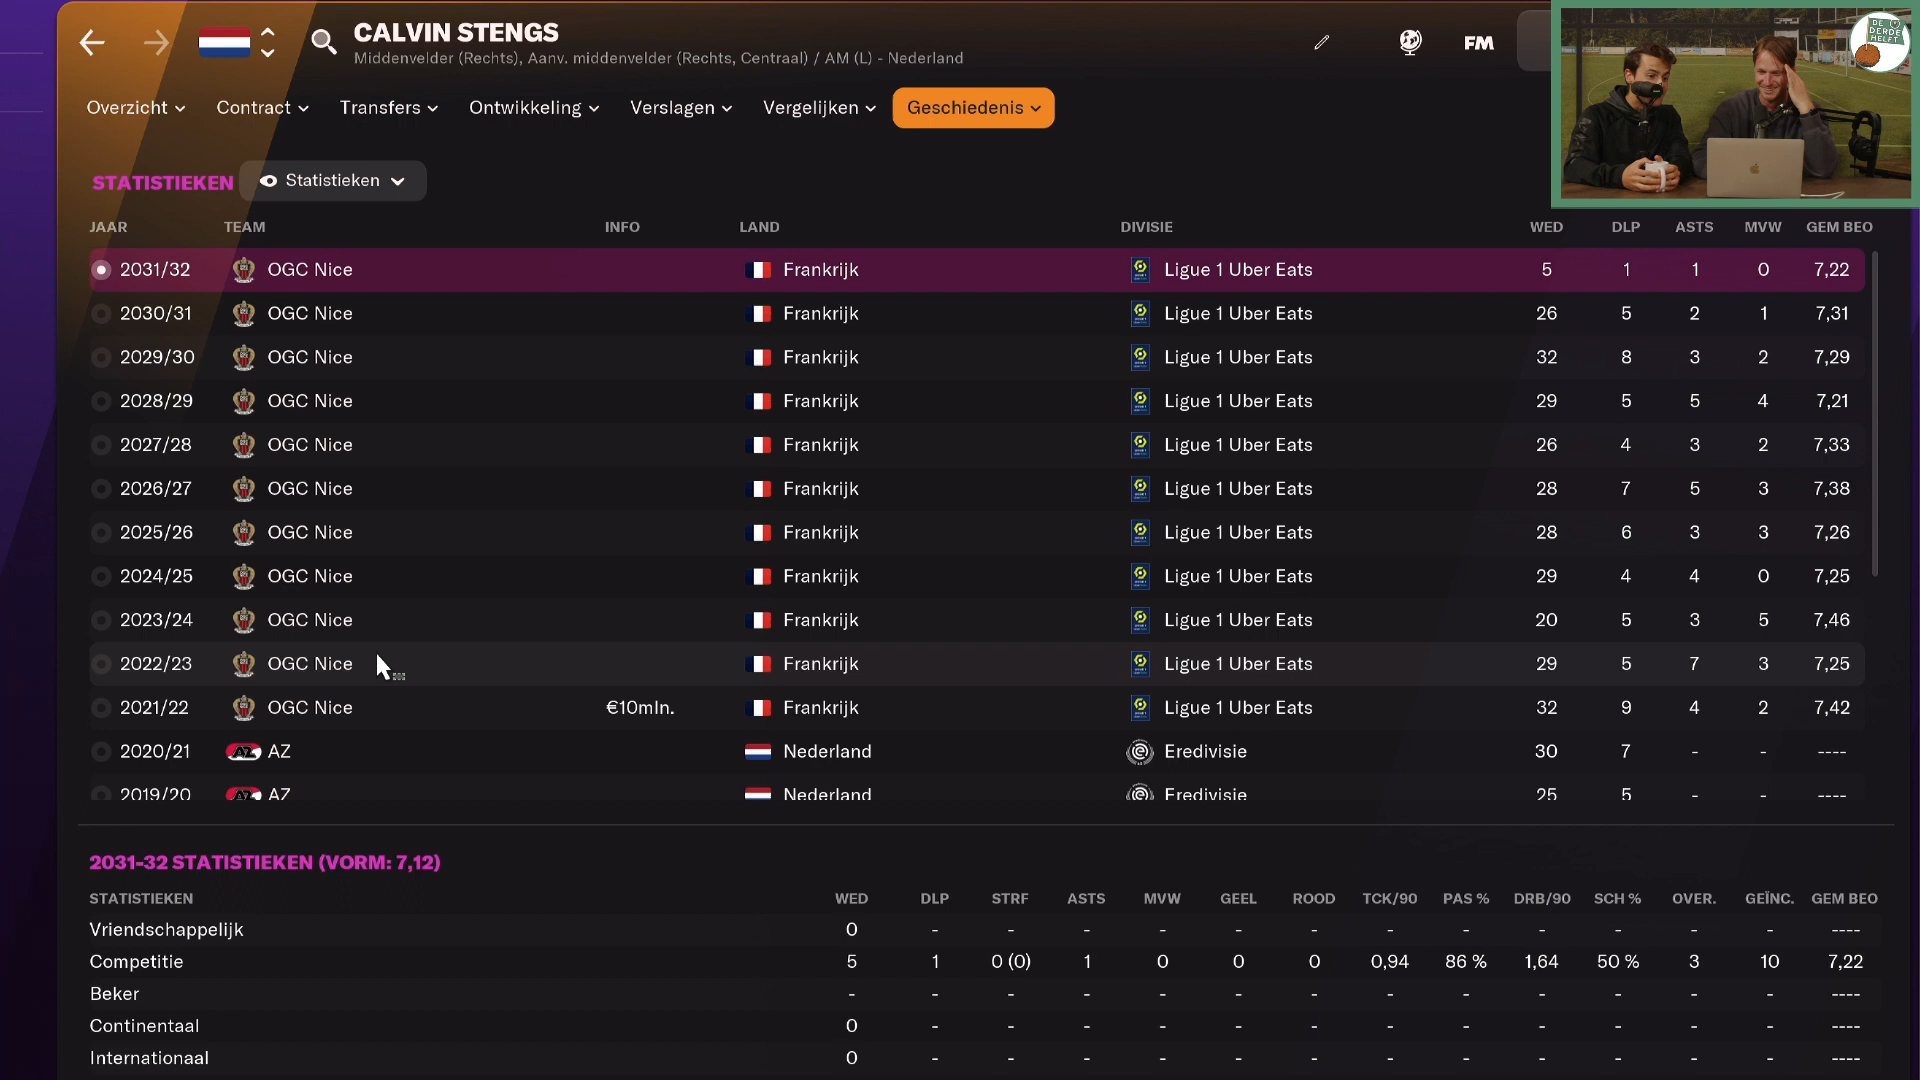 CALVIN STENGS
Middenvelder (Rechts), Aanv. middenvelder (Rechts, Centraal) / AM (L) - Nederland
FM
DE DERDE HELFT
Overzicht Contract Transfers Ontwikkeling Verslagen Vergelijken Geschiedenis
STATISTIEKEN Statistieken
JAAR TEAM INFO LAND DIVISIE WED DLP ASTS MVW GEM BEO
2031/32 OGC Nice Frankrijk Ligue 1 Uber Eats 5 1 1 0 7,22
2030/31 OGC Nice Frankrijk Ligue 1 Uber Eats 26 5 2 1 7,31
2029/30 OGC Nice Frankrijk Ligue 1 Uber Eats 32 8 3 2 7,29
2028/29 OGC Nice Frankrijk Ligue 1 Uber Eats 29 5 5 4 7,21
2027/28 OGC Nice Frankrijk Ligue 1 Uber Eats 26 4 3 2 7,33
2026/27 OGC Nice Frankrijk Ligue 1 Uber Eats 28 7 5 3 7,38
2025/26 OGC Nice Frankrijk Ligue 1 Uber Eats 28 6 3 3 7,26
2024/25 OGC Nice Frankrijk Ligue 1 Uber Eats 29 4 4 0 7,25
2023/24 OGC Nice Frankrijk Ligue 1 Uber Eats 20 5 3 5 7,46
2022/23 OGC Nice Frankrijk Ligue 1 Uber Eats 29 5 7 3 7,25
2021/22 OGC Nice €10mln. Frankrijk Ligue 1 Uber Eats 32 9 4 2 7,42
2020/21 AZ AZ Nederland Eredivisie 30 7 - - ----
2019/20 AZ AZ Nederland Eredivisie 25 5 - - ----
2031-32 STATISTIEKEN (VORM: 7,12)
STATISTIEKEN WED DLP STRF ASTS MVW GEEL ROOD TCK/90 PAS % DRB/90 SCH % OVER. GEÏNC. GEM BEO
Vriendschappelijk 0 - - - - - - - - - - - - ----
Competitie 5 1 0 (0) 1 0 0 0 0,94 86 % 1,64 50 % 3 10 7,22
Beker - - - - - - - - - - - - - ----
Continentaal 0 - - - - - - - - - - - - ----
Internationaal 0 - - - - - - - - - - - - ----